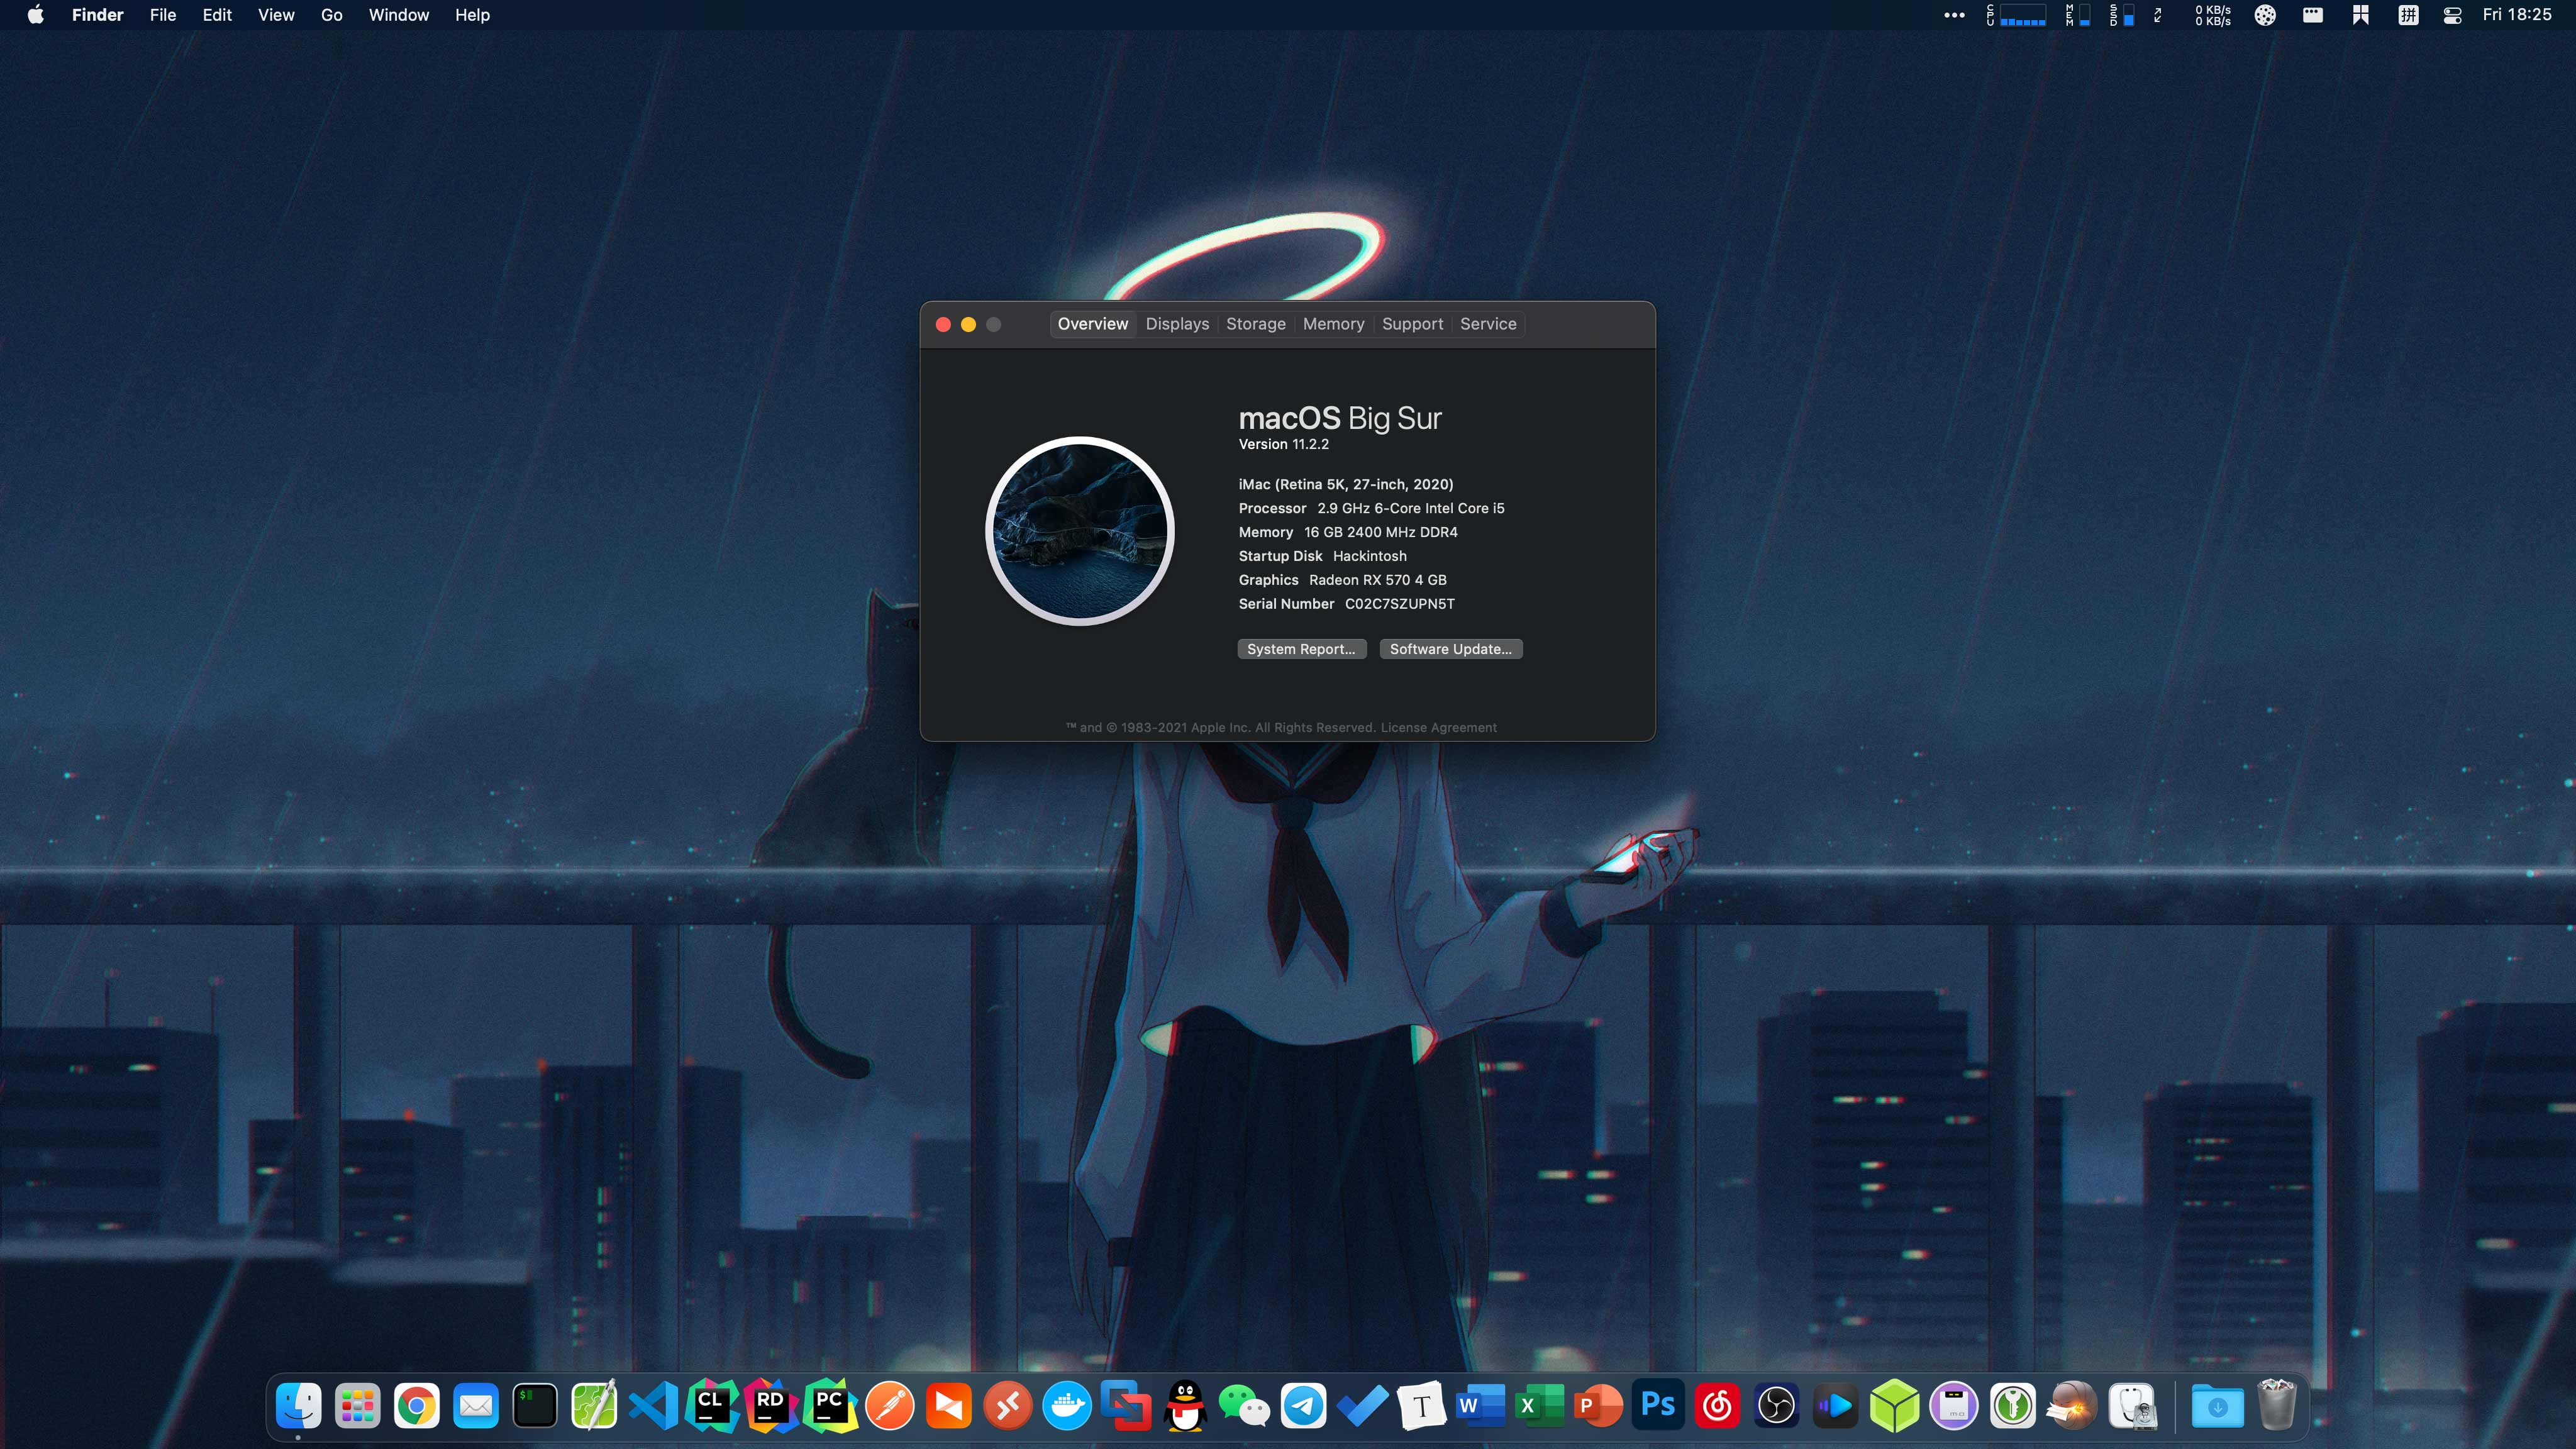 Finder File Edit View Go Window Help
CPU MEM SSD 0 KB/s 拼 Fri 18:25
0 KB/s
Overview Displays Storage Memory Support Service
macOS Big Sur
Version 11.2.2
iMac (Retina 5K, 27-inch, 2020)
Processor 2.9 GHz 6-Core Intel Core i5
Memory 16 GB 2400 MHz DDR4
Startup Disk Hackintosh
Graphics Radeon RX 570 4 GB
Serial Number C02C7SZUPN5T
System Report... Software Update...
™ and © 1983-2021 Apple Inc. All Rights Reserved. License Agreement
$ CL RD PC T W X P Ps